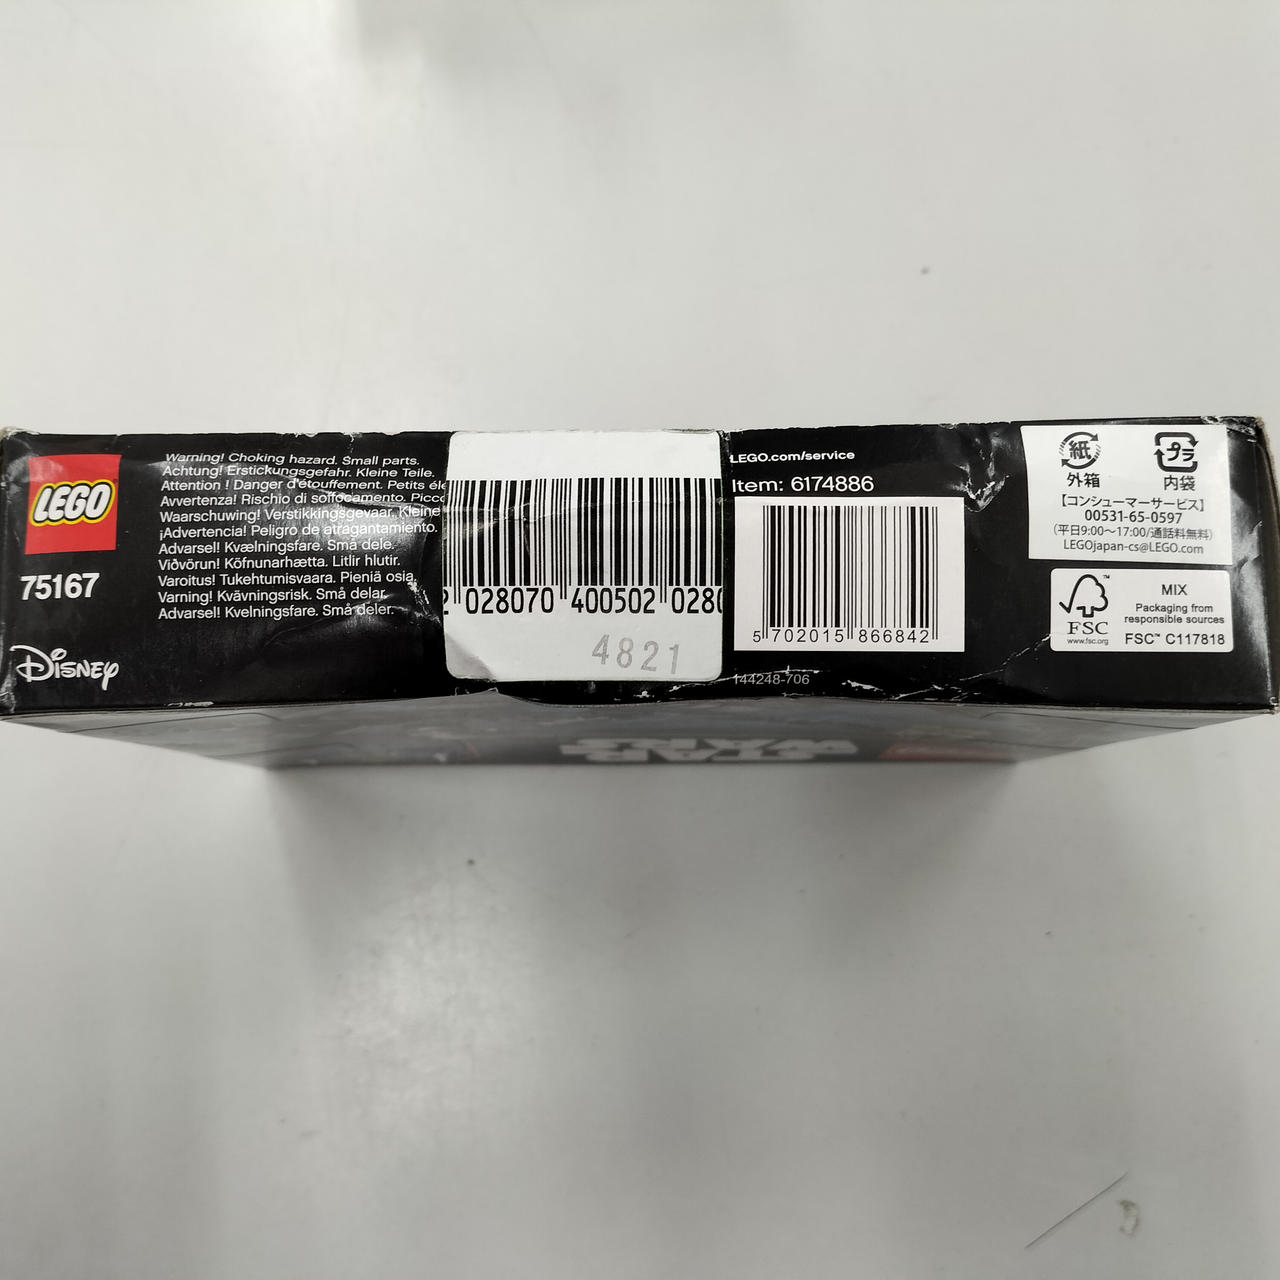 LEGO
75167
Disney
Warning! Choking hazard. Small parts.
Achtung! Erstickungsgefahr. Kleine Teile.
Attention ! Danger d'étouffement. Petits élé
Avvertenza! Rischio di soffocamento. Picco
Waarschuwing! Verstikkingsgevaar. Kleine
¡Advertencia! Peligro de atragantamiento.
Advarsel! Kvælningsfare. Små dele.
Viðvörun! Köfnunarhætta. Litlir hlutir.
Varoitus! Tukehtumisvaara. Pieniä osia.
Varning! Kvävningsrisk. Små delar.
Advarsel! Kvelningsfare. Små deler.
2 028070 400502 028
4821
LEGO.com/service
Item: 6174886
5 702015 866842
144248-706
紙 プラ
外箱 内袋
【コンシューマーサービス】
00531-65-0597
(平日9:00~17:00/通話料無料)
LEGOjapan-cs@LEGO.com
FSC™
www.fsc.org
MIX
Packaging from
responsible sources
FSC™ C117818
STAR
WARS